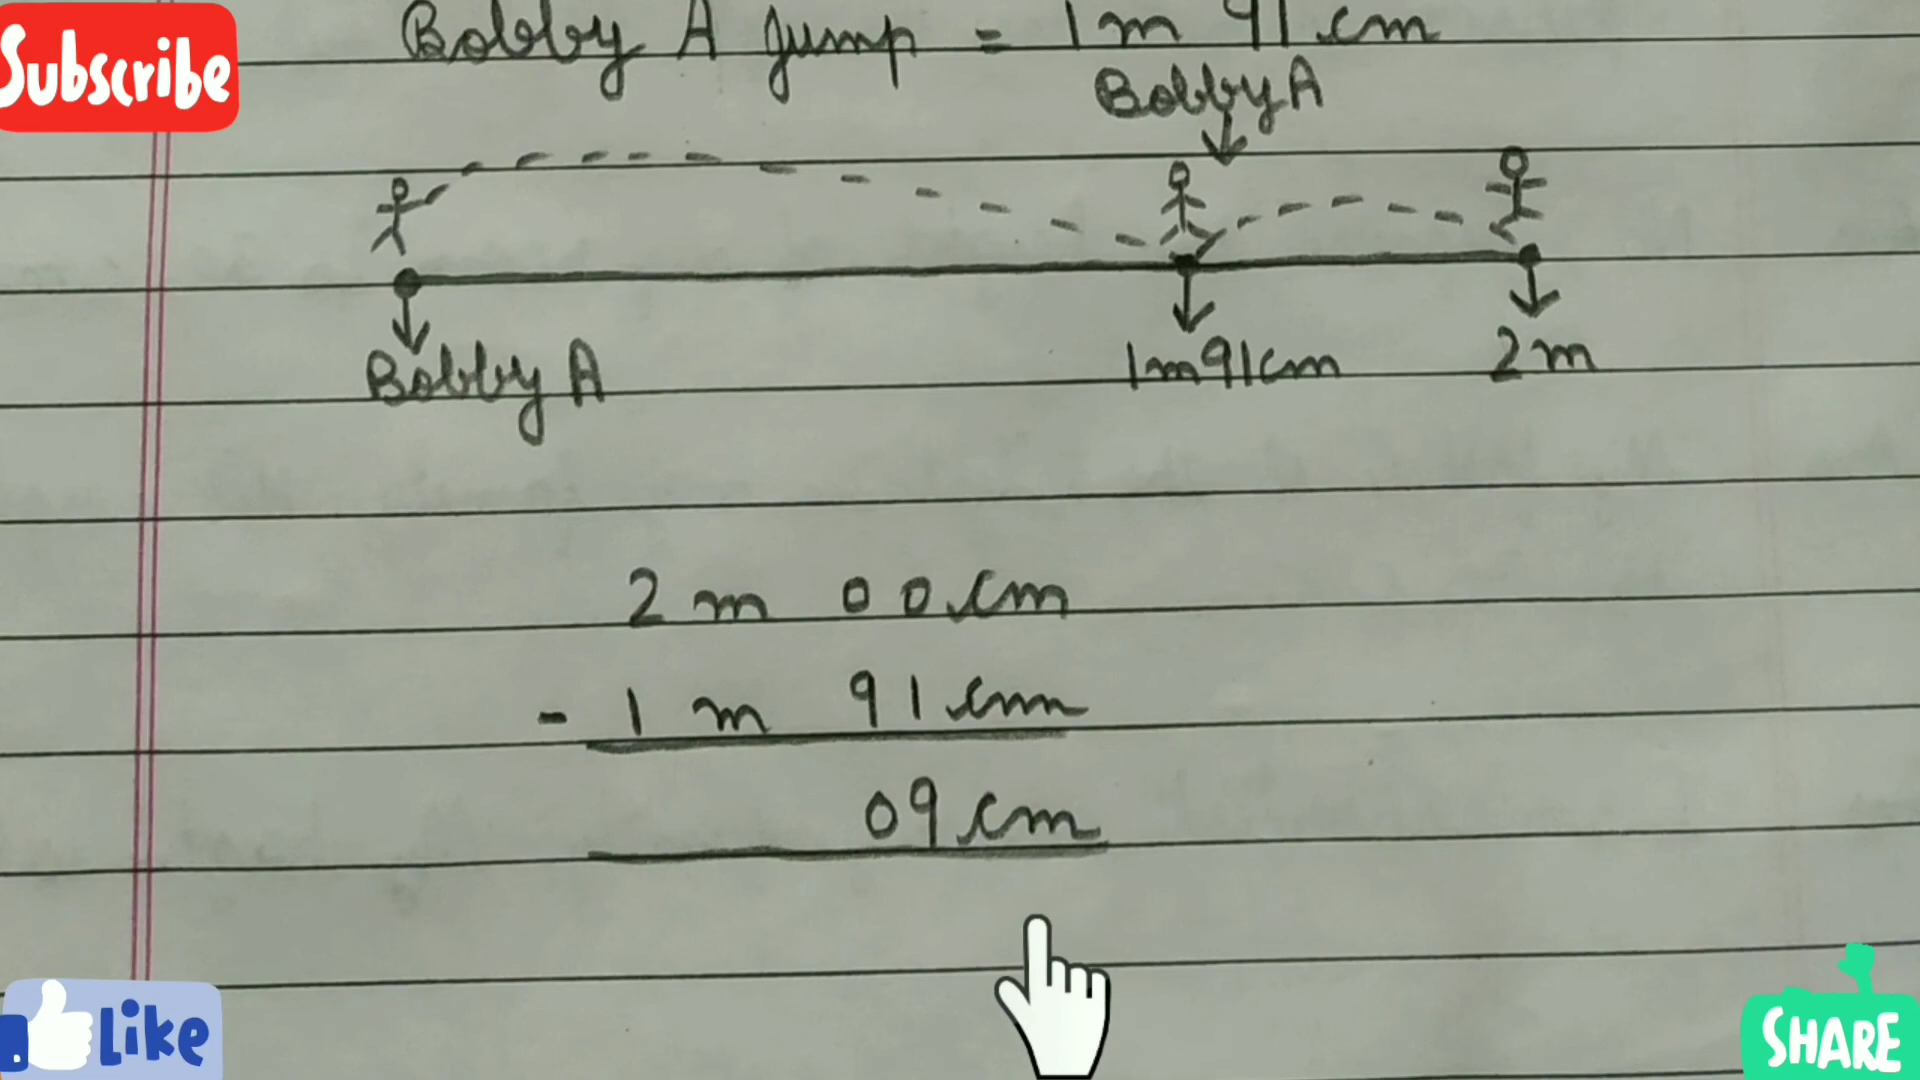 Subscribe
Bobby A Jump = 1 m 91 cm
Bobby A
Bobby A
1m91cm
2m
2 m 00 cm
- 1 m 91 cm
09 cm
Like
SHARE